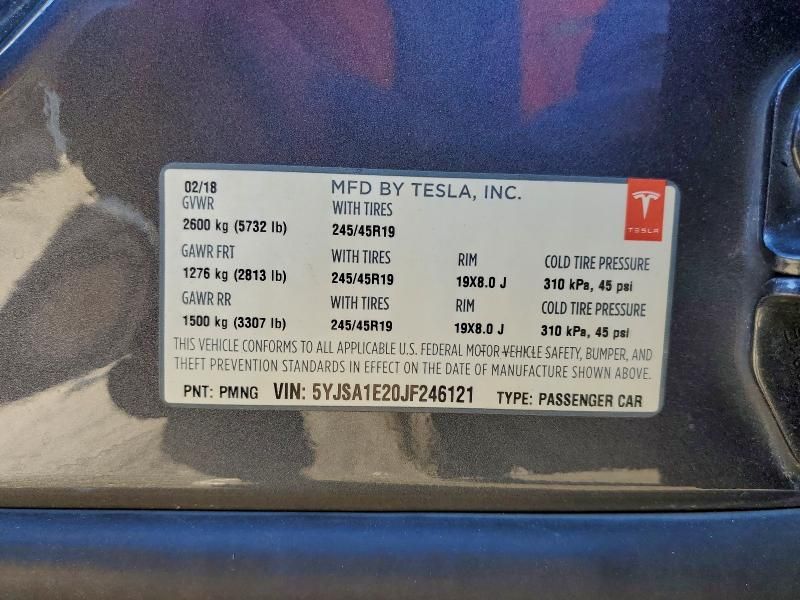 02/18 MFD BY TESLA, INC.
GVWR WITH TIRES
2600 kg (5732 lb) 245/45R19
TESLA
GAWR FRT WITH TIRES RIM COLD TIRE PRESSURE
1276 kg (2813 lb) 245/45R19 19X8.0 J 310 kPa, 45 psi
GAWR RR WITH TIRES RIM COLD TIRE PRESSURE
1500 kg (3307 lb) 245/45R19 19X8.0 J 310 kPa, 45 psi
THIS VEHICLE CONFORMS TO ALL APPLICABLE U.S. FEDERAL MOTOR VEHICLE SAFETY, BUMPER, AND
THEFT PREVENTION STANDARDS IN EFFECT ON THE DATE OF MANUFACTURE SHOWN ABOVE.
PNT: PMNG VIN: 5YJSA1E20JF246121 TYPE: PASSENGER CAR